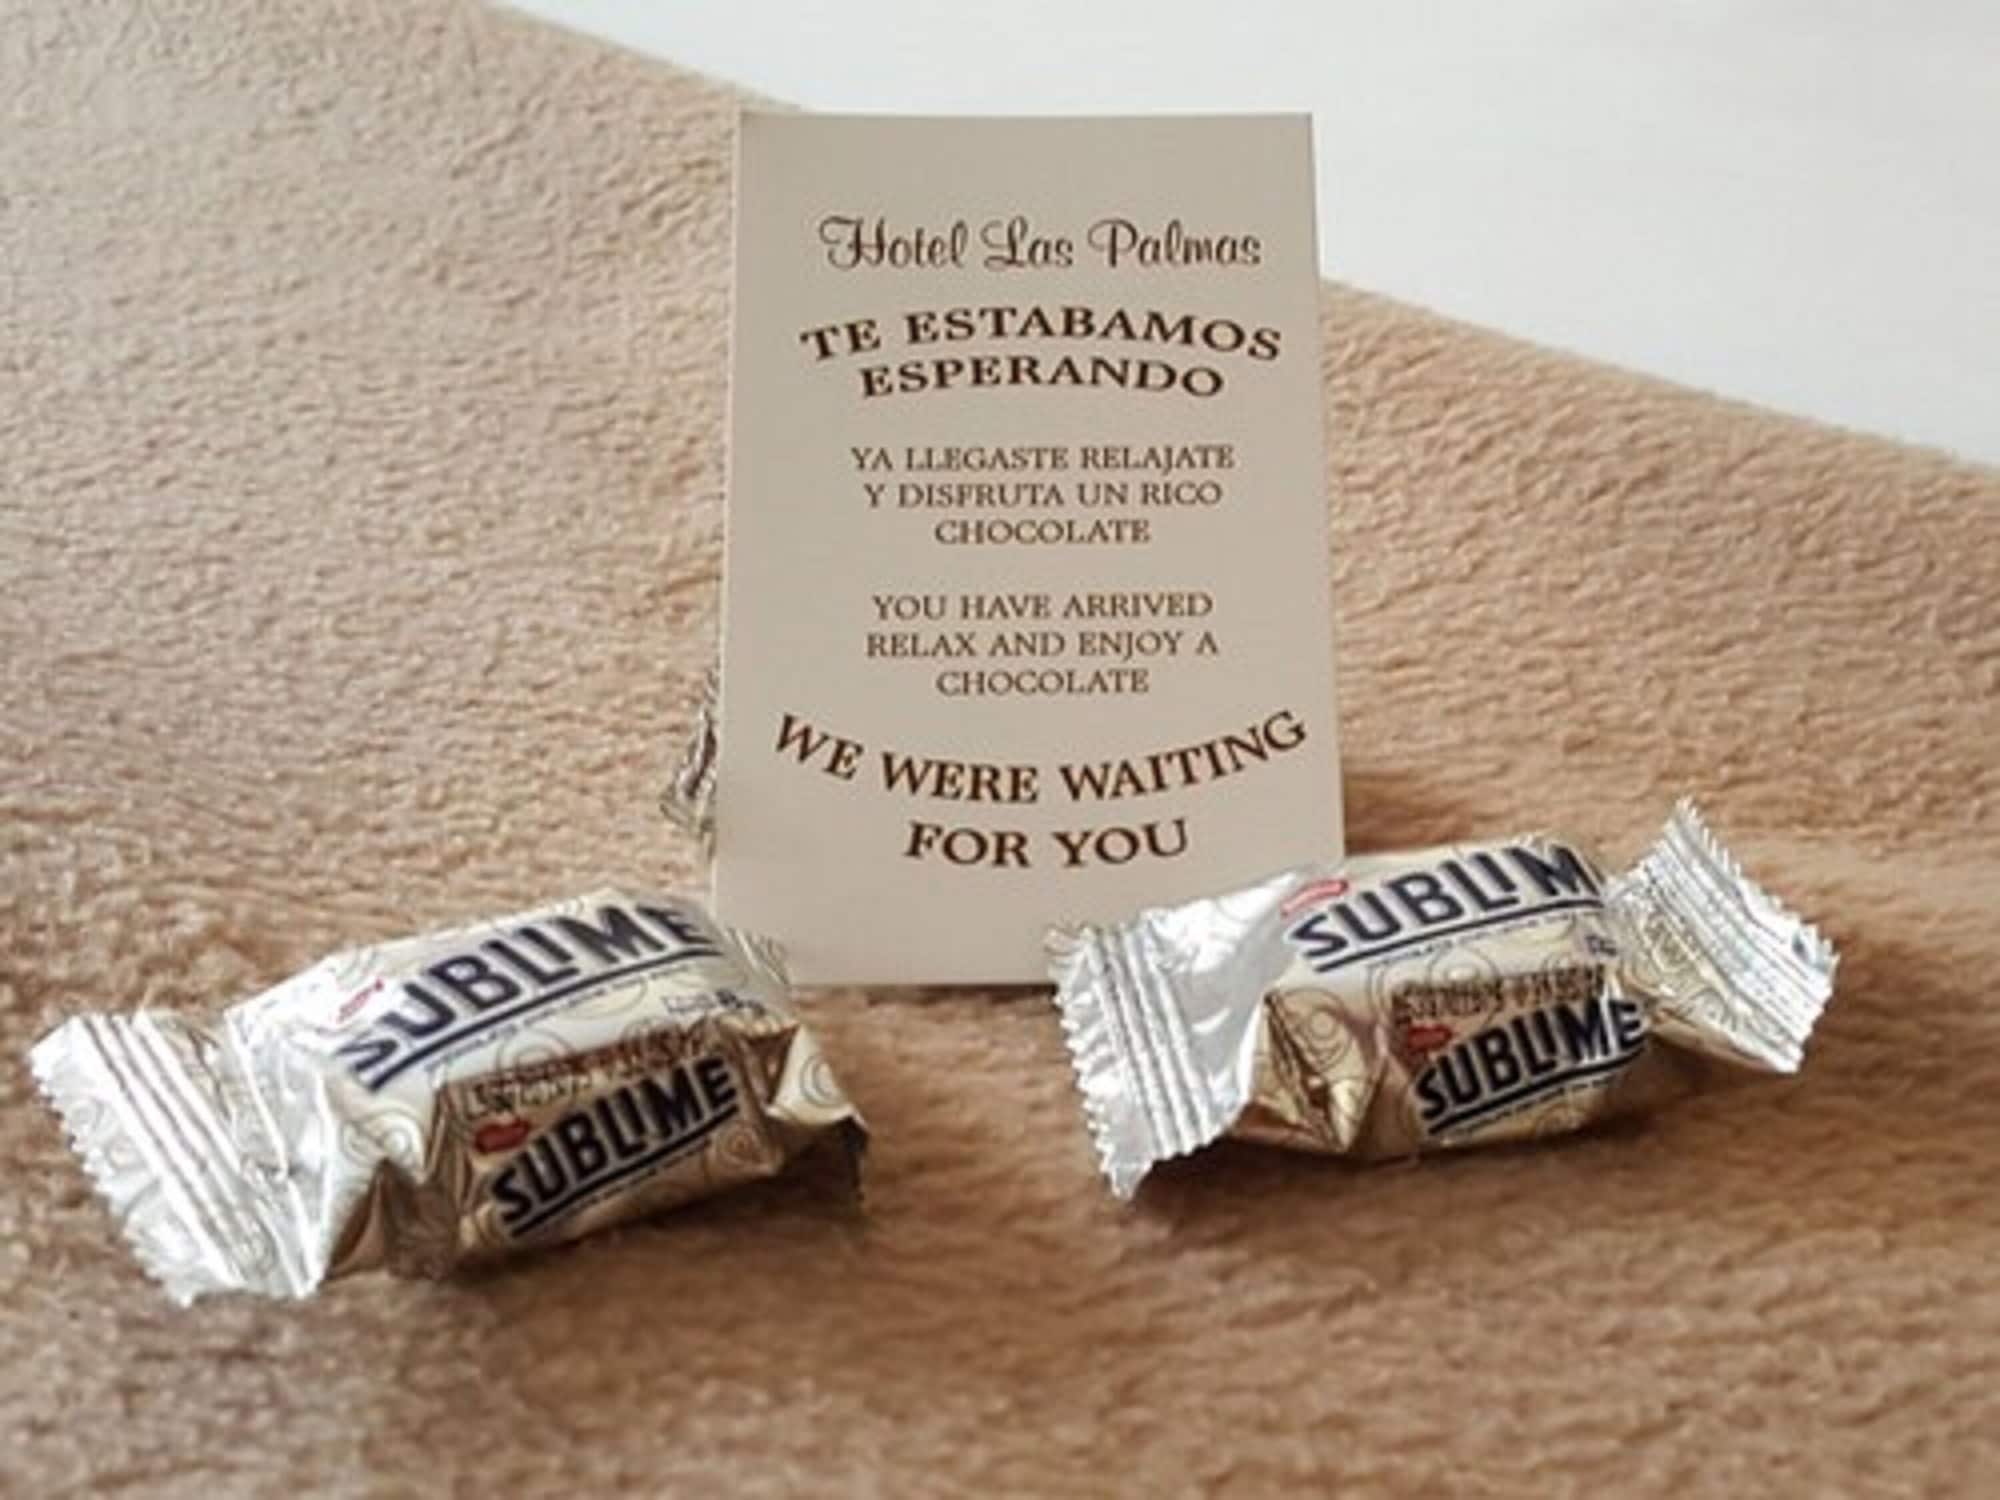 Hotel Las Palmas
TE ESTABAMOS
ESPERANDO
YA LLEGASTE RELAJATE
Y DISFRUTA UN RICO
CHOCOLATE
YOU HAVE ARRIVED
RELAX AND ENJOY A
CHOCOLATE
WE WERE WAITING
FOR YOU
SUBLIME
SUBLIME
SUBLIM
SUBLIME